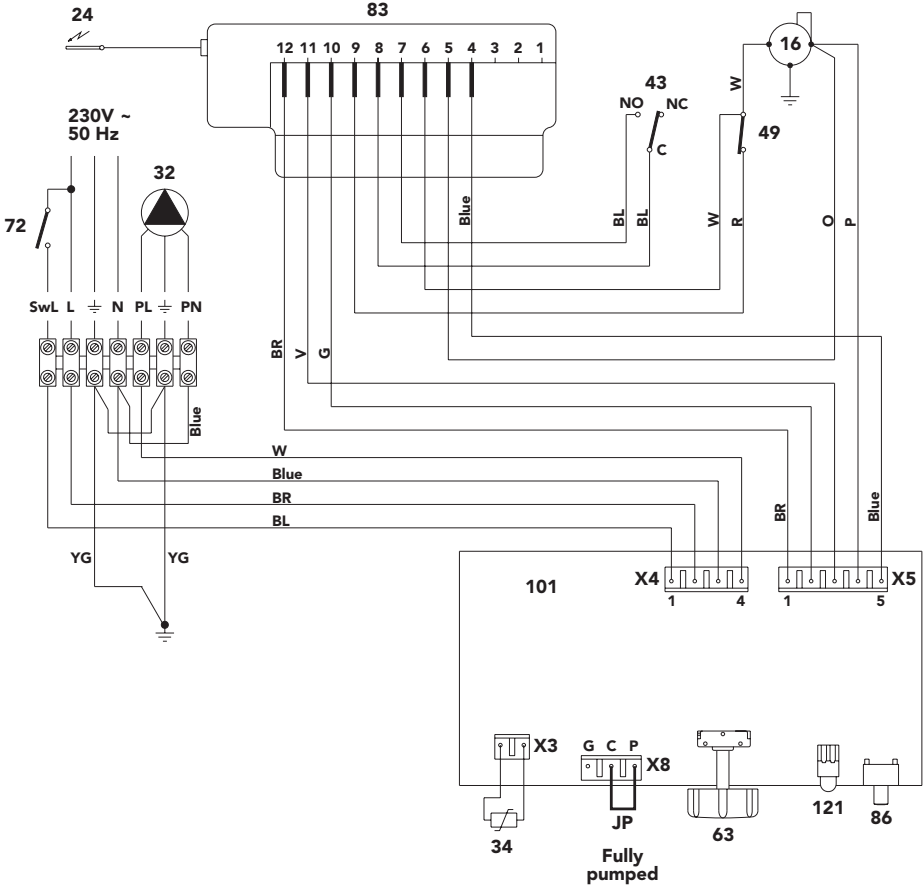 24
83
12 11 10 9 8 7 6 5 4 3 2 1
16
43
NO
NC
C
W
49
230V ~
50 Hz
32
72
Blue
BL
BL
W
R
O
P
SwL L N PL PN
BR
V
G
Blue
W
Blue
BR
BL
BR
Blue
YG
YG
101
X4
1 4
X5
1 5
X3
G C P
X8
JP
34
63
121
86
Fully
pumped